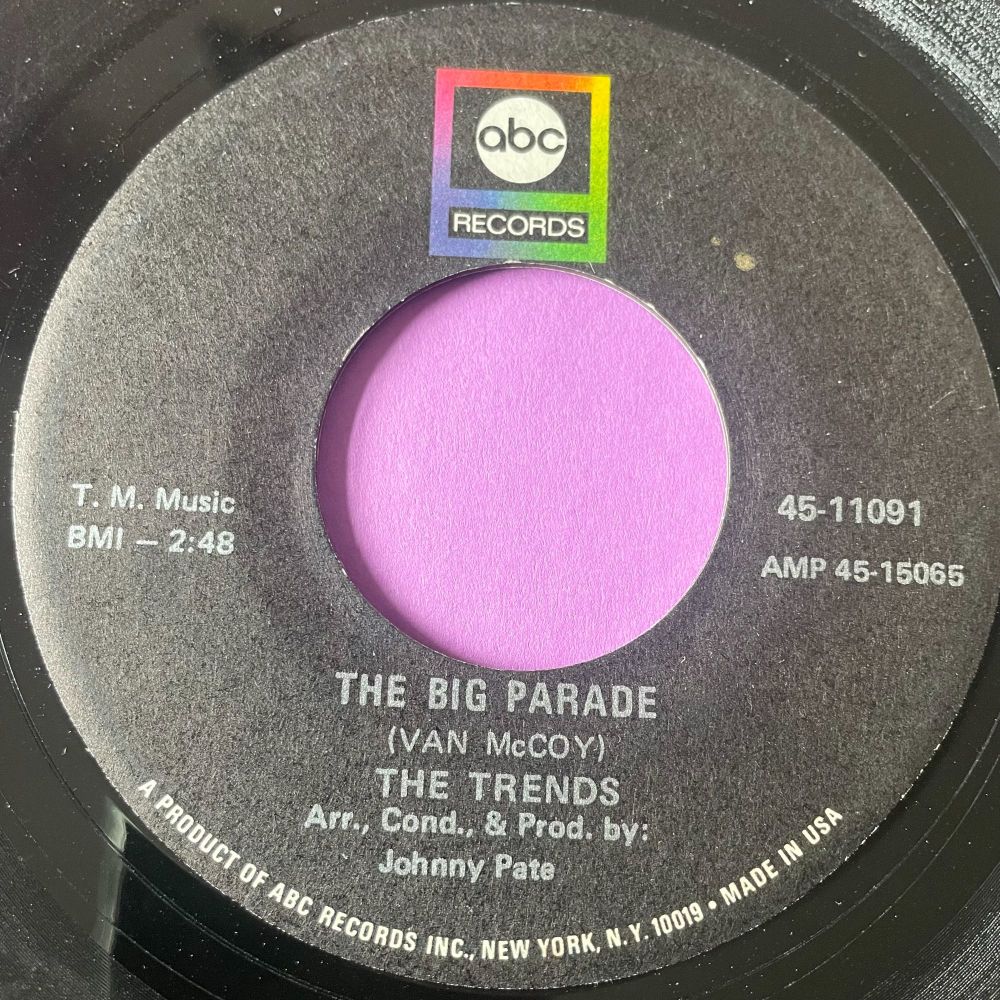 abc
RECORDS
T. M. Music
BMI — 2:48
45-11091
AMP 45-15065
THE BIG PARADE
(VAN McCOY)
THE TRENDS
Arr., Cond., & Prod. by:
Johnny Pate
A PRODUCT OF ABC RECORDS INC., NEW YORK, N.Y. 10019 • MADE IN USA